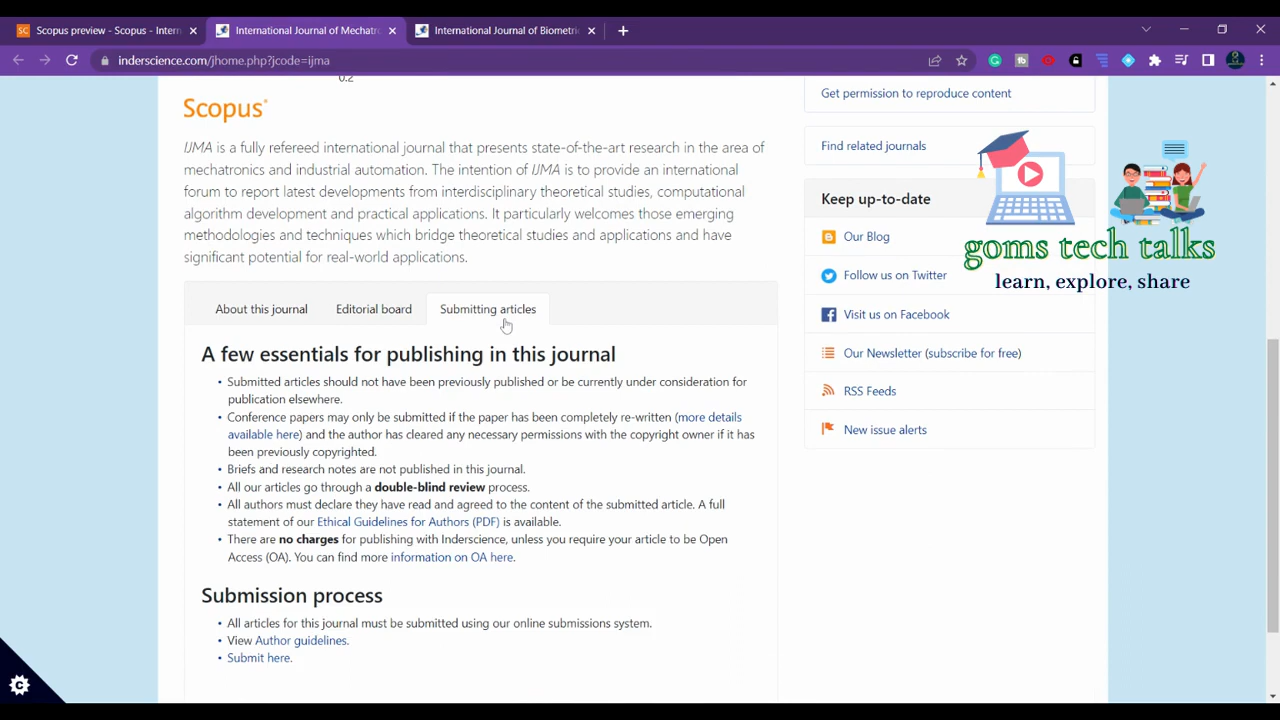 Scopus preview - Scopus - Intern
International Journal of Mechatr
International Journal of Biometri
inderscience.com/jhome.php?jcode=ijma
0.2
Scopus®
IJMA is a fully refereed international journal that presents state-of-the-art research in the area of
mechatronics and industrial automation. The intention of IJMA is to provide an international
forum to report latest developments from interdisciplinary theoretical studies, computational
algorithm development and practical applications. It particularly welcomes those emerging
methodologies and techniques which bridge theoretical studies and applications and have
significant potential for real-world applications.
About this journal
Editorial board
Submitting articles
A few essentials for publishing in this journal
• Submitted articles should not have been previously published or be currently under consideration for
publication elsewhere.
• Conference papers may only be submitted if the paper has been completely re-written (more details
available here) and the author has cleared any necessary permissions with the copyright owner if it has
been previously copyrighted.
• Briefs and research notes are not published in this journal.
• All our articles go through a double-blind review process.
• All authors must declare they have read and agreed to the content of the submitted article. A full
statement of our Ethical Guidelines for Authors (PDF) is available.
• There are no charges for publishing with Inderscience, unless you require your article to be Open
Access (OA). You can find more information on OA here.
Submission process
• All articles for this journal must be submitted using our online submissions system.
• View Author guidelines.
• Submit here.
Get permission to reproduce content
Find related journals
Keep up-to-date
Our Blog
Follow us on Twitter
Visit us on Facebook
Our Newsletter (subscribe for free)
RSS Feeds
New issue alerts
goms tech talks
learn, explore, share